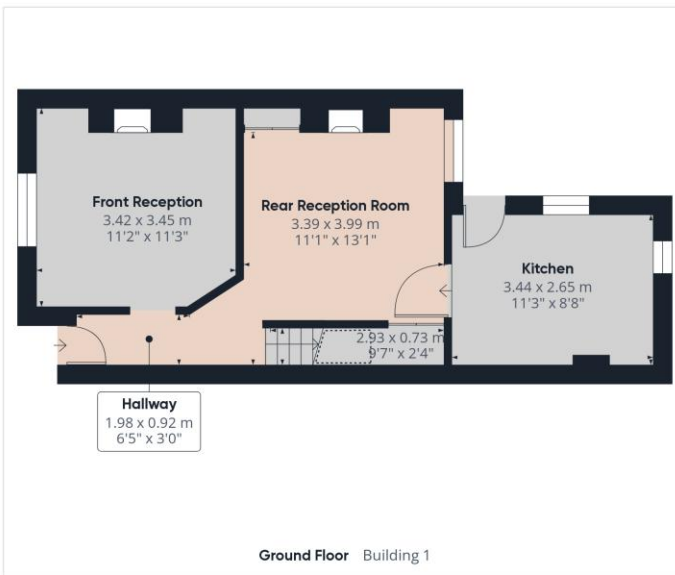 Front Reception
3.42 x 3.45 m
11'2" x 11'3"
Rear Reception Room
3.39 x 3.99 m
11'1" x 13'1"
Kitchen
3.44 x 2.65 m
11'3" x 8'8"
2.93 x 0.73 m
9'7" x 2'4"
Hallway
1.98 x 0.92 m
6'5" x 3'0"
Ground Floor Building 1